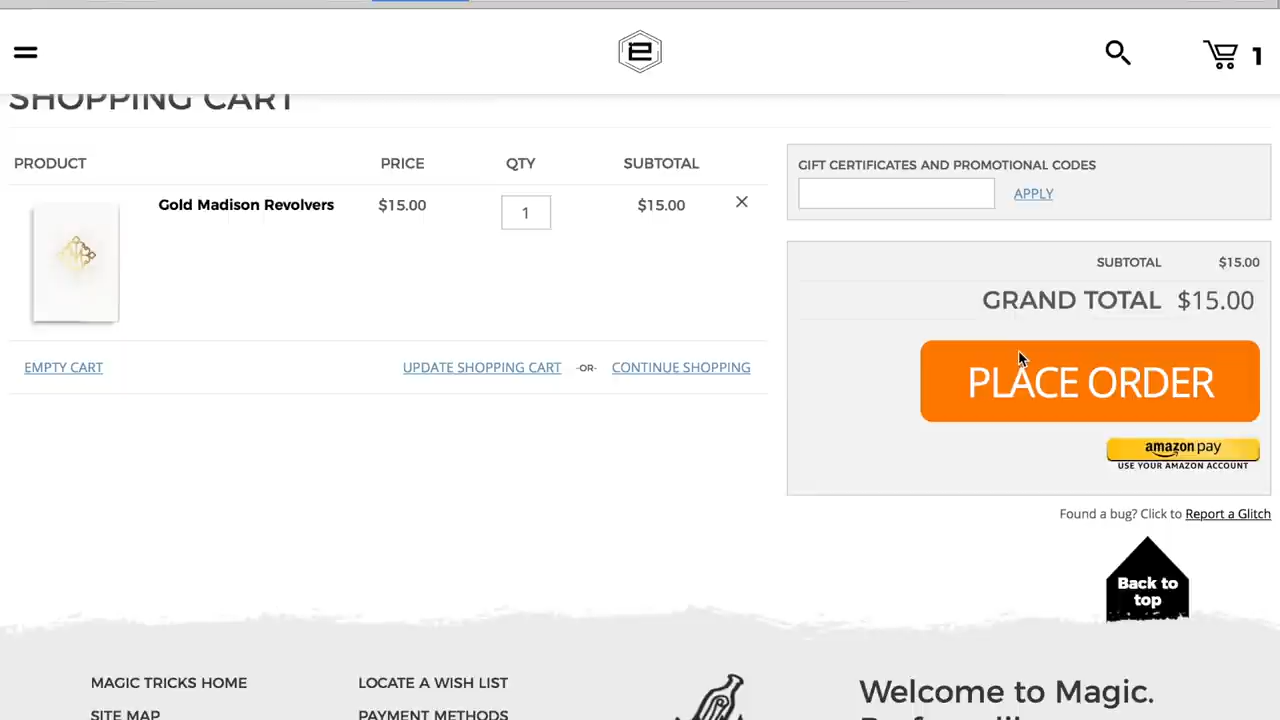 1
SHOPPING CART
PRODUCT PRICE QTY SUBTOTAL
Gold Madison Revolvers $15.00 1 $15.00
EMPTY CART UPDATE SHOPPING CART -OR- CONTINUE SHOPPING
GIFT CERTIFICATES AND PROMOTIONAL CODES
APPLY
SUBTOTAL $15.00
GRAND TOTAL $15.00
PLACE ORDER
amazon pay
USE YOUR AMAZON ACCOUNT
Found a bug? Click to Report a Glitch
Back to
top
MAGIC TRICKS HOME
SITE MAP
LOCATE A WISH LIST
PAYMENT METHODS
Welcome to Magic.